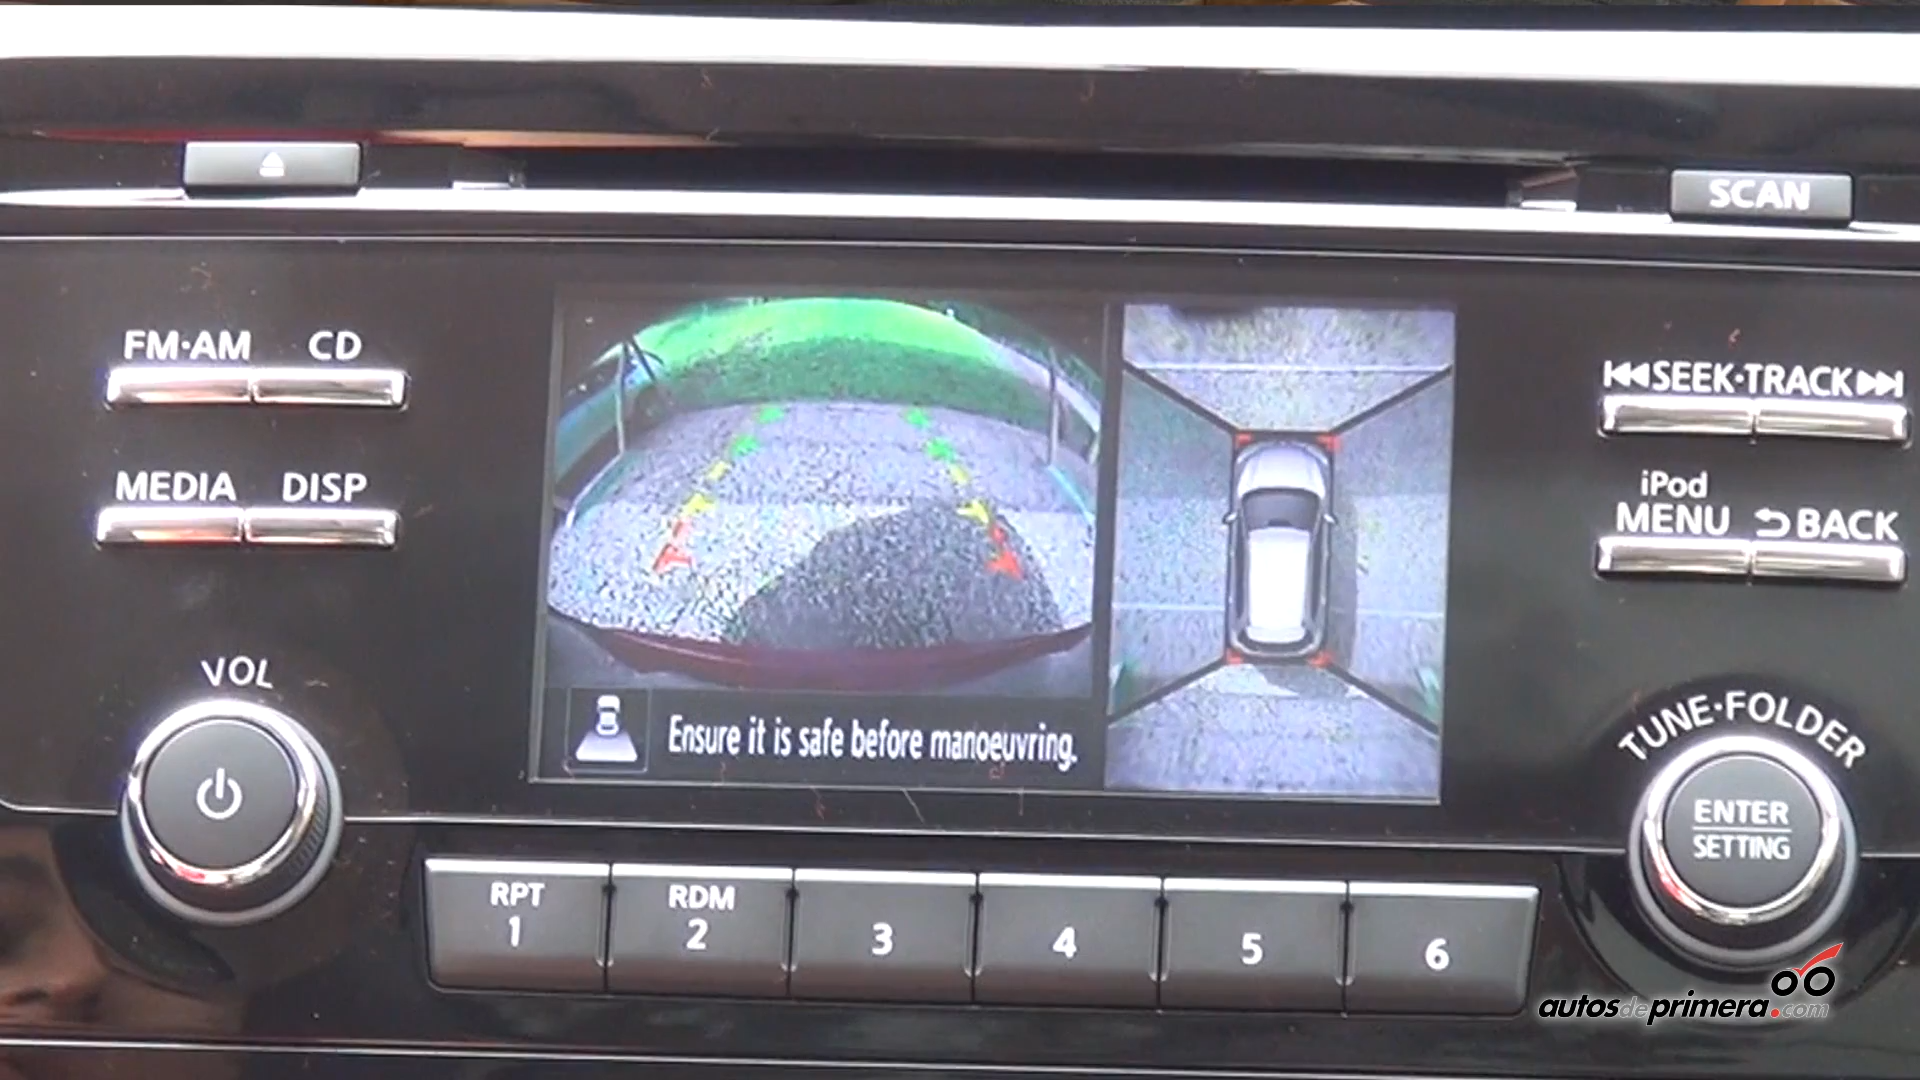 SCAN
FM·AM CD
SEEK·TRACK
MEDIA DISP
iPod
MENU BACK
VOL
TUNE·FOLDER
Ensure it is safe before manoeuvring.
ENTER
SETTING
RPT
1
RDM
2
3
4
5
6
autosdeprimera.com